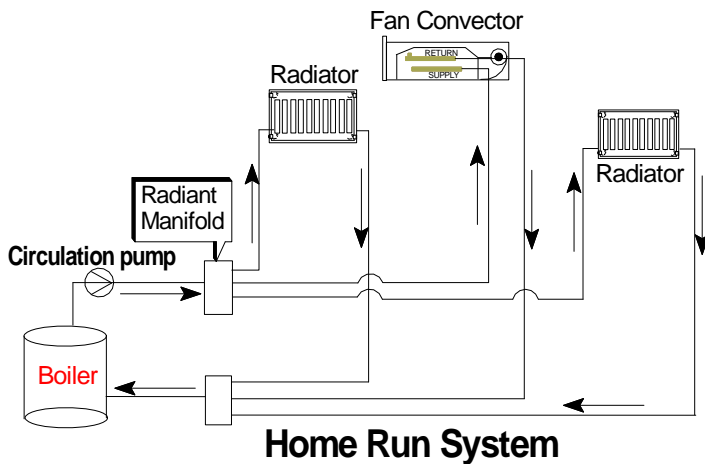 Fan Convector
RETURN
SUPPLY
Radiator
Radiator
Radiant
Manifold
Circulation pump
Boiler
Home Run System